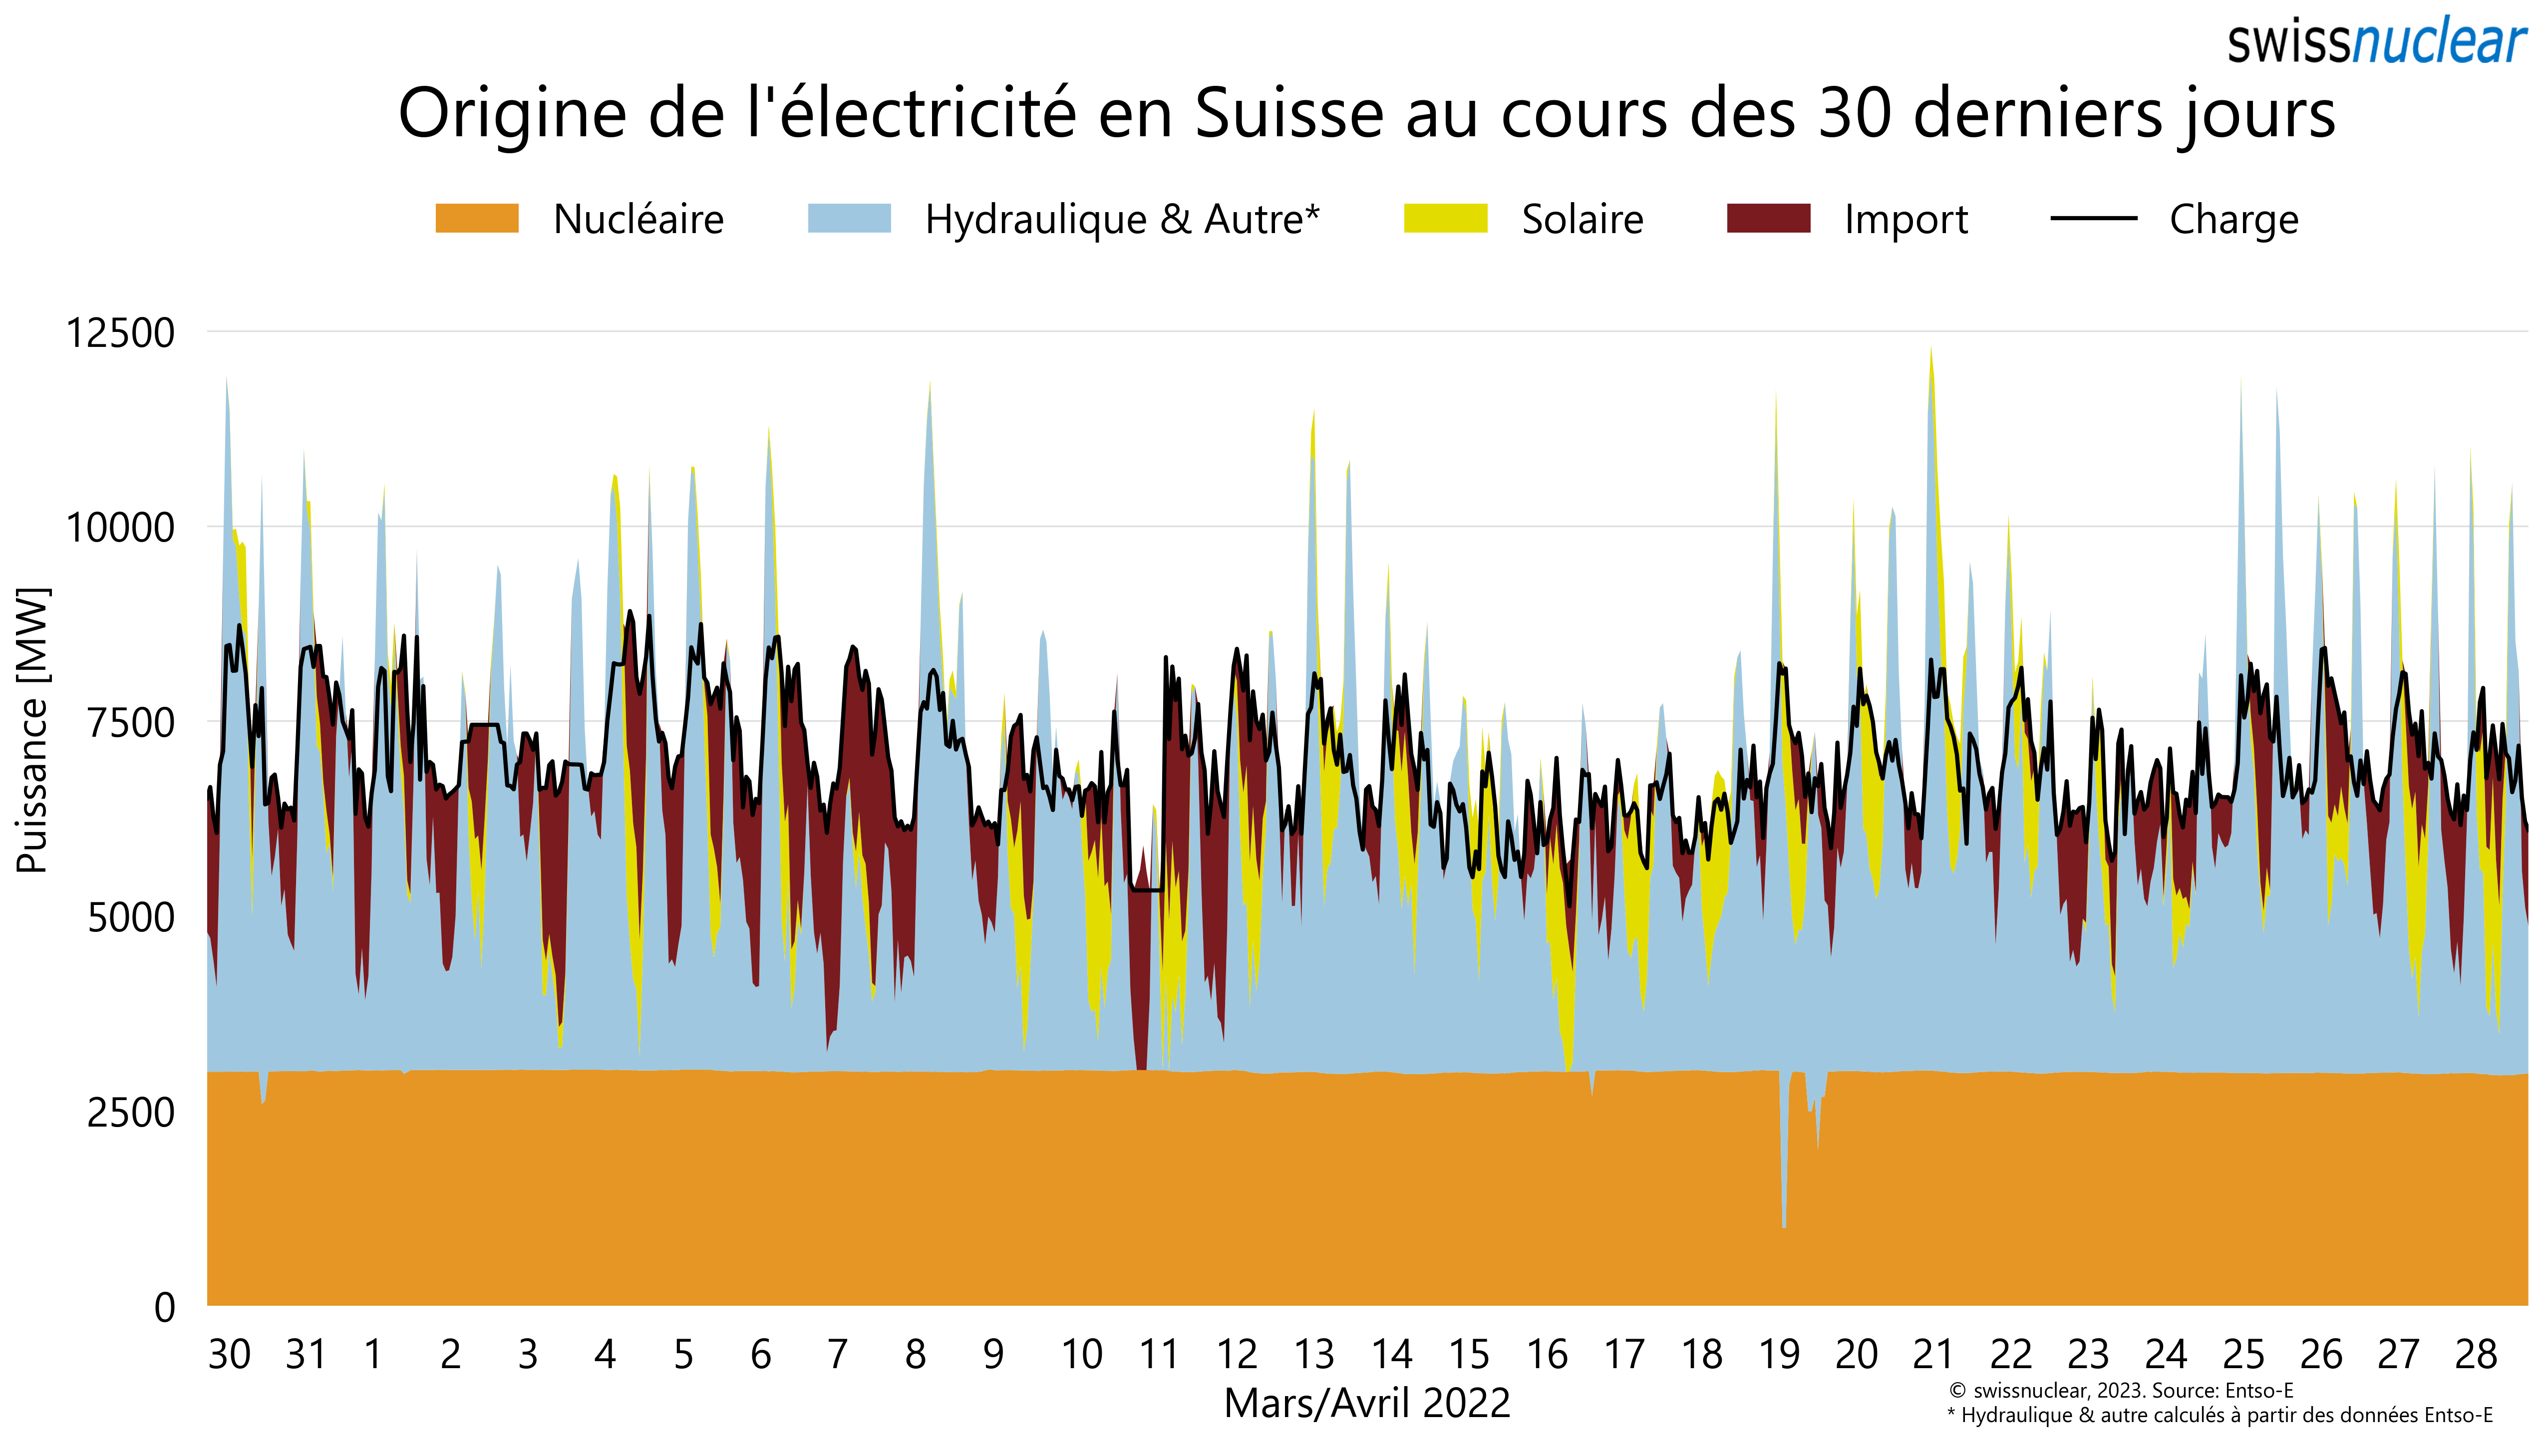 swissnuclear
Origine de l'électricité en Suisse au cours des 30 derniers jours
Nucléaire Hydraulique & Autre* Solaire Import Charge
Puissance [MW]
12500
10000
7500
5000
2500
0
30 31 1 2 3 4 5 6 7 8 9 10 11 12 13 14 15 16 17 18 19 20 21 22 23 24 25 26 27 28
Mars/Avril 2022
© swissnuclear, 2023. Source: Entso-E
* Hydraulique & autre calculés à partir des données Entso-E